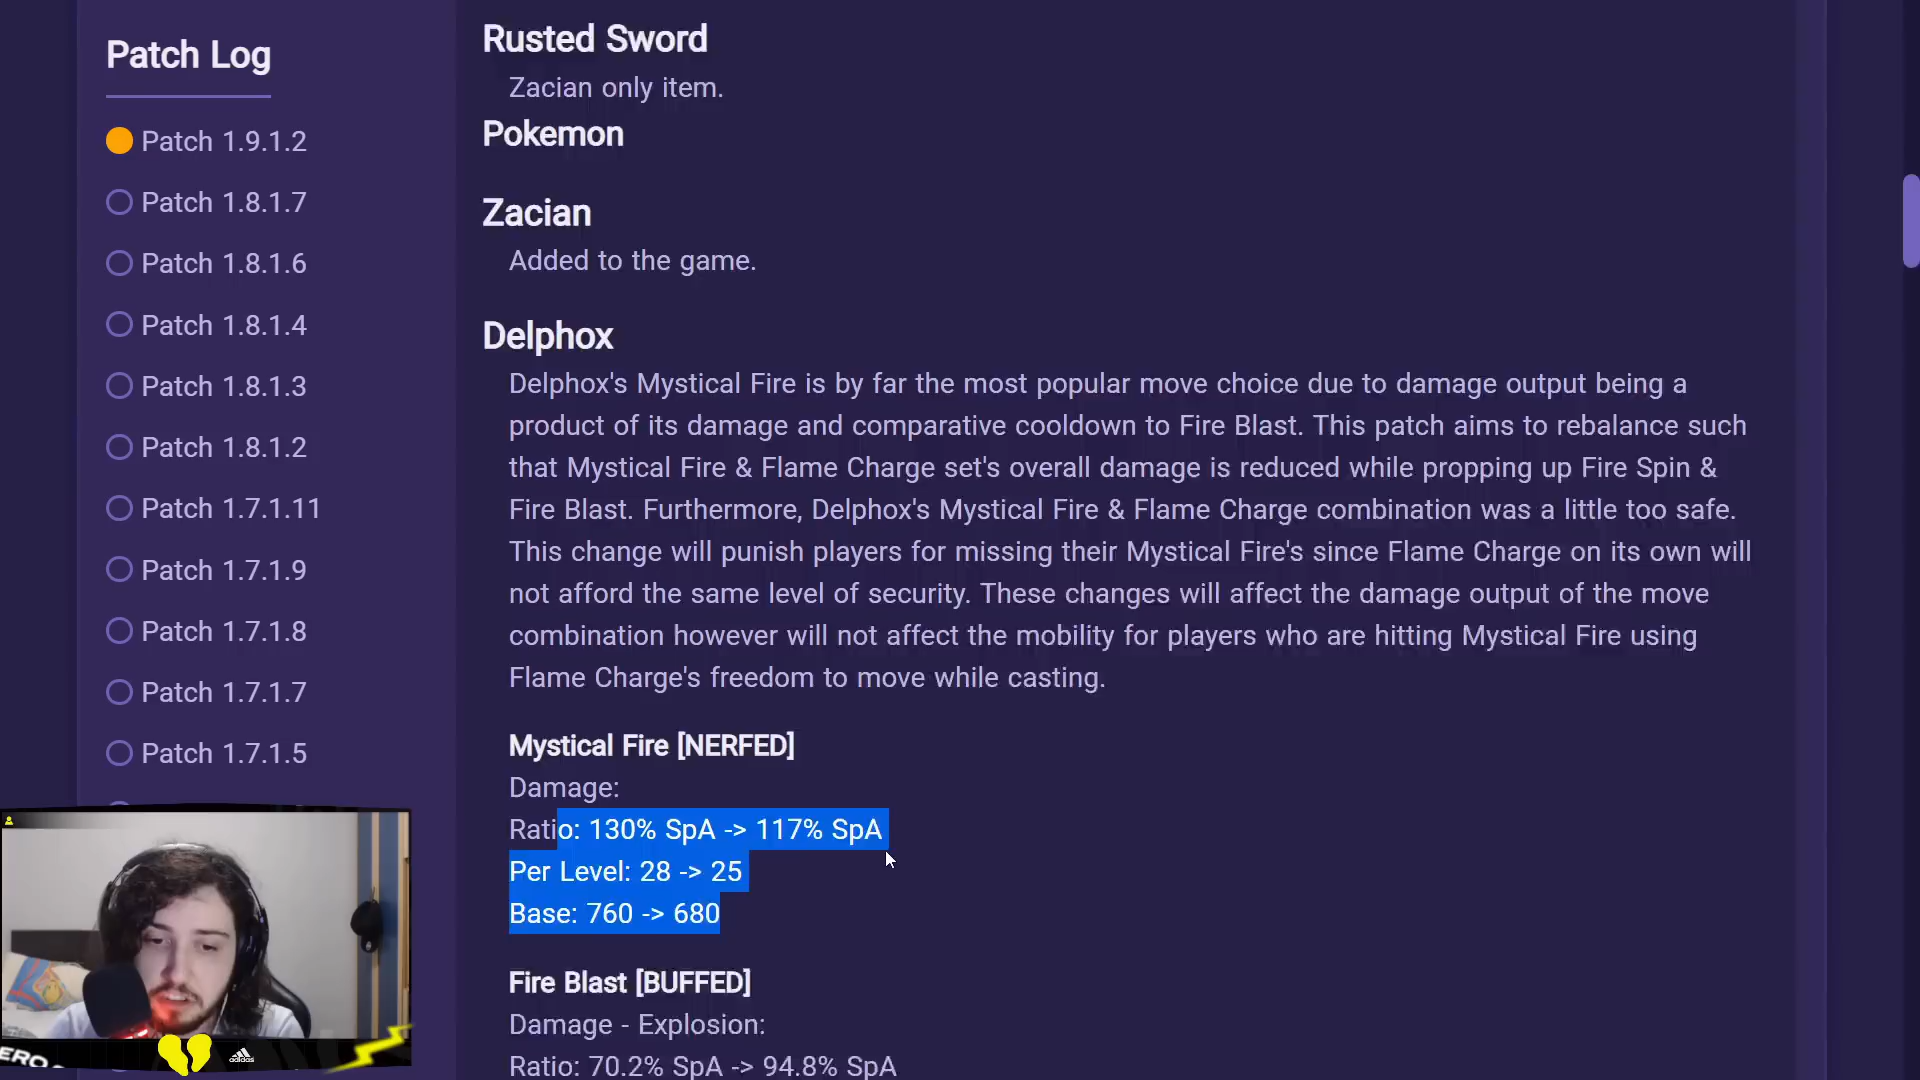 Patch Log
Patch 1.9.1.2
Patch 1.8.1.7
Patch 1.8.1.6
Patch 1.8.1.4
Patch 1.8.1.3
Patch 1.8.1.2
Patch 1.7.1.11
Patch 1.7.1.9
Patch 1.7.1.8
Patch 1.7.1.7
Patch 1.7.1.5
Rusted Sword
Zacian only item.
Pokemon
Zacian
Added to the game.
Delphox
Delphox's Mystical Fire is by far the most popular move choice due to damage output being a
product of its damage and comparative cooldown to Fire Blast. This patch aims to rebalance such
that Mystical Fire & Flame Charge set's overall damage is reduced while propping up Fire Spin &
Fire Blast. Furthermore, Delphox's Mystical Fire & Flame Charge combination was a little too safe.
This change will punish players for missing their Mystical Fire's since Flame Charge on its own will
not afford the same level of security. These changes will affect the damage output of the move
combination however will not affect the mobility for players who are hitting Mystical Fire using
Flame Charge's freedom to move while casting.
Mystical Fire [NERFED]
Damage:
Ratio: 130% SpA -> 117% SpA
Per Level: 28 -> 25
Base: 760 -> 680
Fire Blast [BUFFED]
Damage - Explosion:
Ratio: 70.2% SpA -> 94.8% SpA
adidas